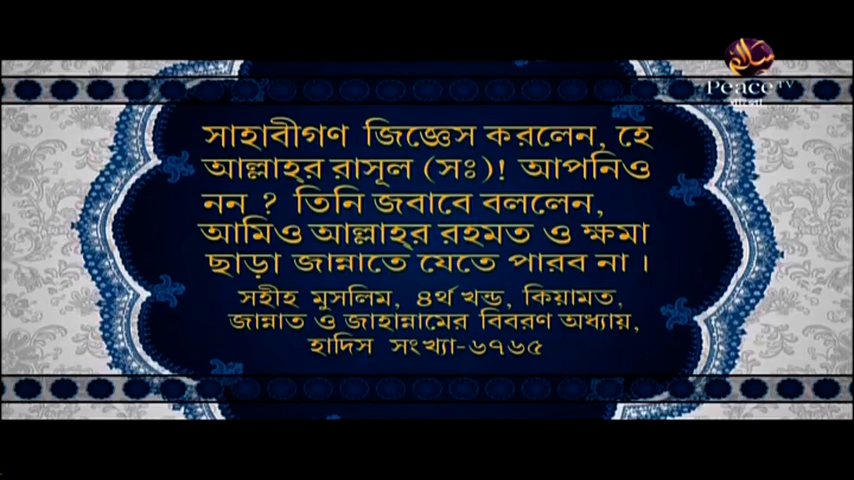 سلام
Peace TV
বাংলা
সাহাবীগণ জিজ্ঞেস করলেন, হে
আল্লাহর রাসূল (সঃ)! আপনিও
নন ? তিনি জবাবে বললেন,
আমিও আল্লাহ্‌র রহমত ও ক্ষমা
ছাড়া জান্নাতে যেতে পারব না ।
সহীহ মুসলিম, ৪র্থ খন্ড, কিয়ামত,
জান্নাত ও জাহান্নামের বিবরণ অধ্যায়,
হাদিস সংখ্যা-৬৭৬৫